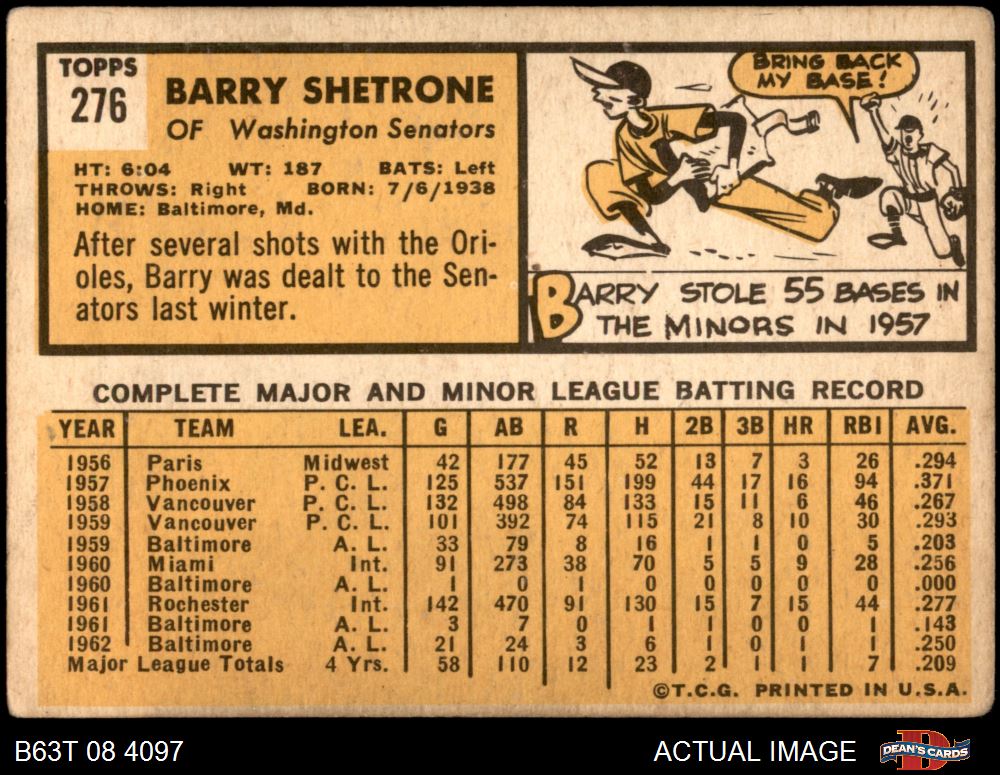 TOPPS
276
BARRY SHETRONE
OF Washington Senators
HT: 6:04 WT: 187 BATS: Left
THROWS: Right BORN: 7/6/1938
HOME: Baltimore, Md.
After several shots with the Ori-
oles, Barry was dealt to the Sen-
ators last winter.
BRING BACK
MY BASE!
BARRY STOLE 55 BASES IN
THE MINORS IN 1957
COMPLETE MAJOR AND MINOR LEAGUE BATTING RECORD
YEAR TEAM LEA. G AB R H 2B 3B HR RBI AVG.
1956 Paris Midwest 42 177 45 52 13 7 3 26 .294
1957 Phoenix P. C. L. 125 537 151 199 44 17 16 94 .371
1958 Vancouver P. C. L. 132 498 84 133 15 11 6 46 .267
1959 Vancouver P. C. L. 101 392 74 115 21 8 10 30 .293
1959 Baltimore A. L. 33 79 8 16 1 1 0 5 .203
1960 Miami Int. 91 273 38 70 5 5 9 28 .256
1960 Baltimore A. L. 1 0 1 0 0 0 0 0 .000
1961 Rochester Int. 142 470 91 130 15 7 15 44 .277
1961 Baltimore A. L. 3 7 0 1 1 0 0 1 .143
1962 Baltimore A. L. 21 24 3 6 1 0 1 1 .250
Major League Totals 4 Yrs. 58 110 12 23 2 1 1 7 .209
©T.C.G. PRINTED IN U.S.A.
B63T 08 4097
ACTUAL IMAGE
DEAN'S CARDS